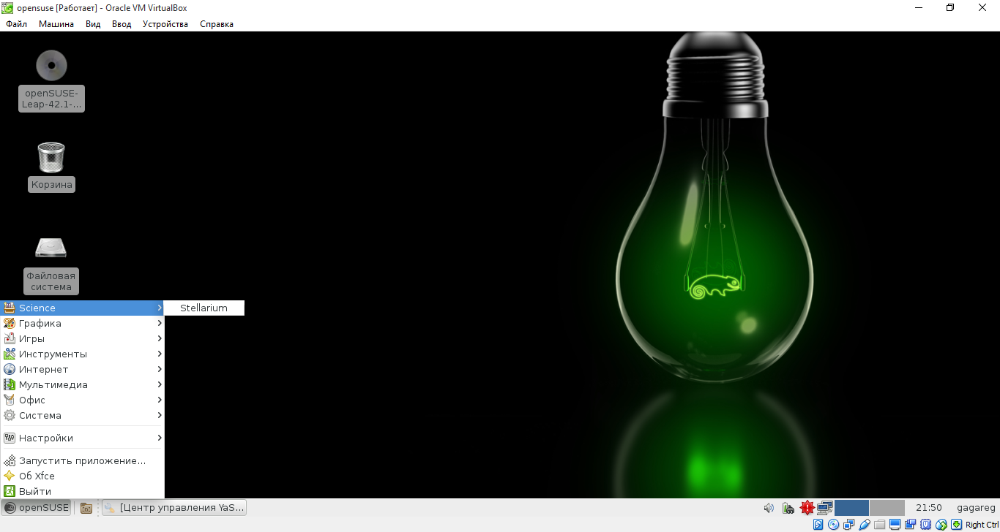 opensuse [Работает] - Oracle VM VirtualBox
Файл Машина Вид Ввод Устройства Справка
openSUSE-
Leap-42.1-...
Корзина
Файловая
система
Science
Stellarium
Графика
Игры
Инструменты
Интернет
Мультимедиа
Офис
Система
Настройки
Запустить приложение...
Об Xfce
Выйти
openSUSE [Центр управления YaS... 21:50 gagareg
Right Ctrl